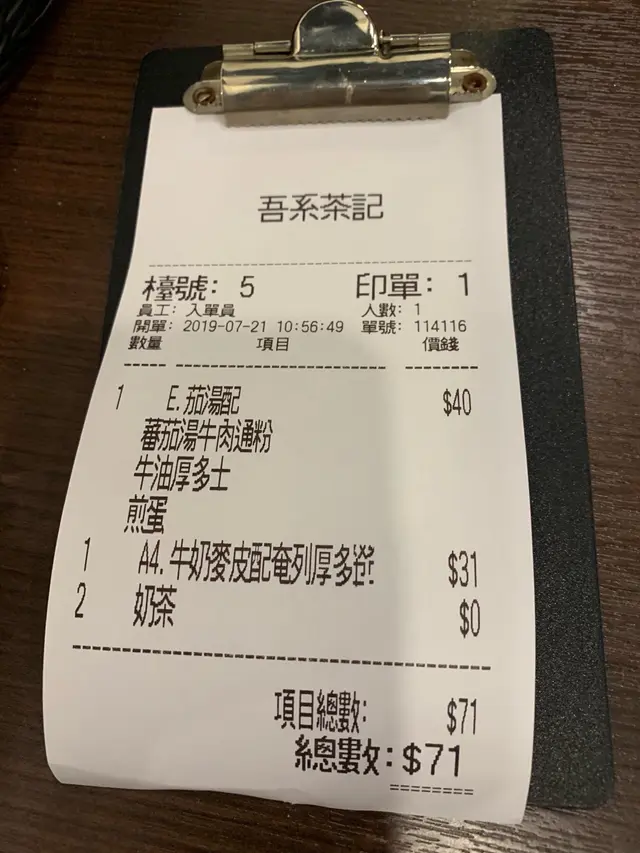 吾系茶記
檯號: 5 印單: 1
員工: 入單員 人數: 1
開單: 2019-07-21 10:56:49 單號: 114116
數量 項目 價錢
1 E. 茄湯配 $40
蕃茄湯牛肉通粉
牛油厚多士
煎蛋
1 A4. 牛奶麥皮配奄列厚多 $31
2 奶茶 $0
項目總數: $71
總數: $71